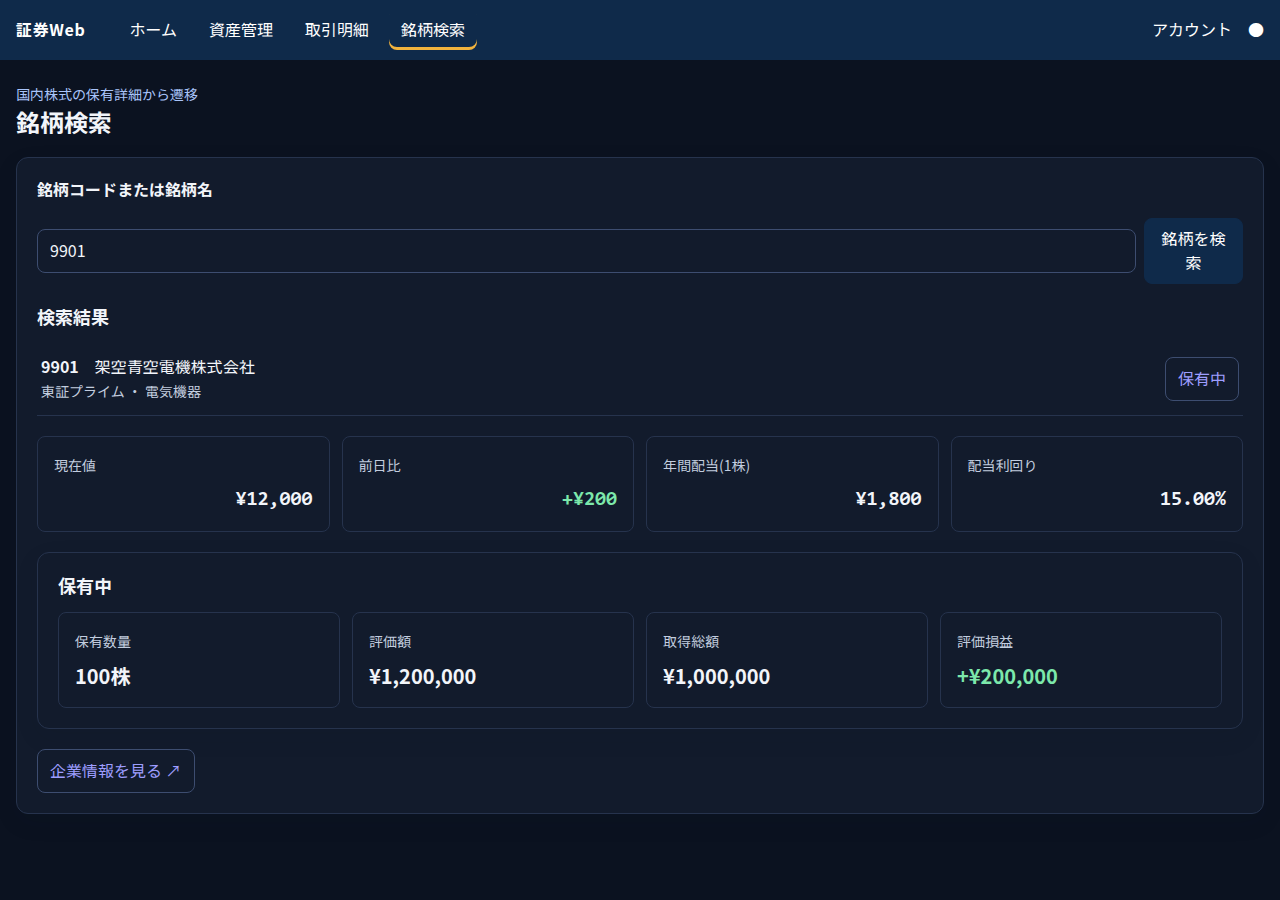 証券Web ホーム 資産管理 取引明細 銘柄検索 アカウント
国内株式の保有詳細から遷移
銘柄検索
銘柄コードまたは銘柄名
9901
銘柄を検
索
検索結果
9901 架空青空電機株式会社
東証プライム ・ 電気機器
保有中
現在値 前日比 年間配当(1株) 配当利回り
¥12,000 +¥200 ¥1,800 15.00%
保有中
保有数量 評価額 取得総額 評価損益
100株 ¥1,200,000 ¥1,000,000 +¥200,000
企業情報を見る ↗